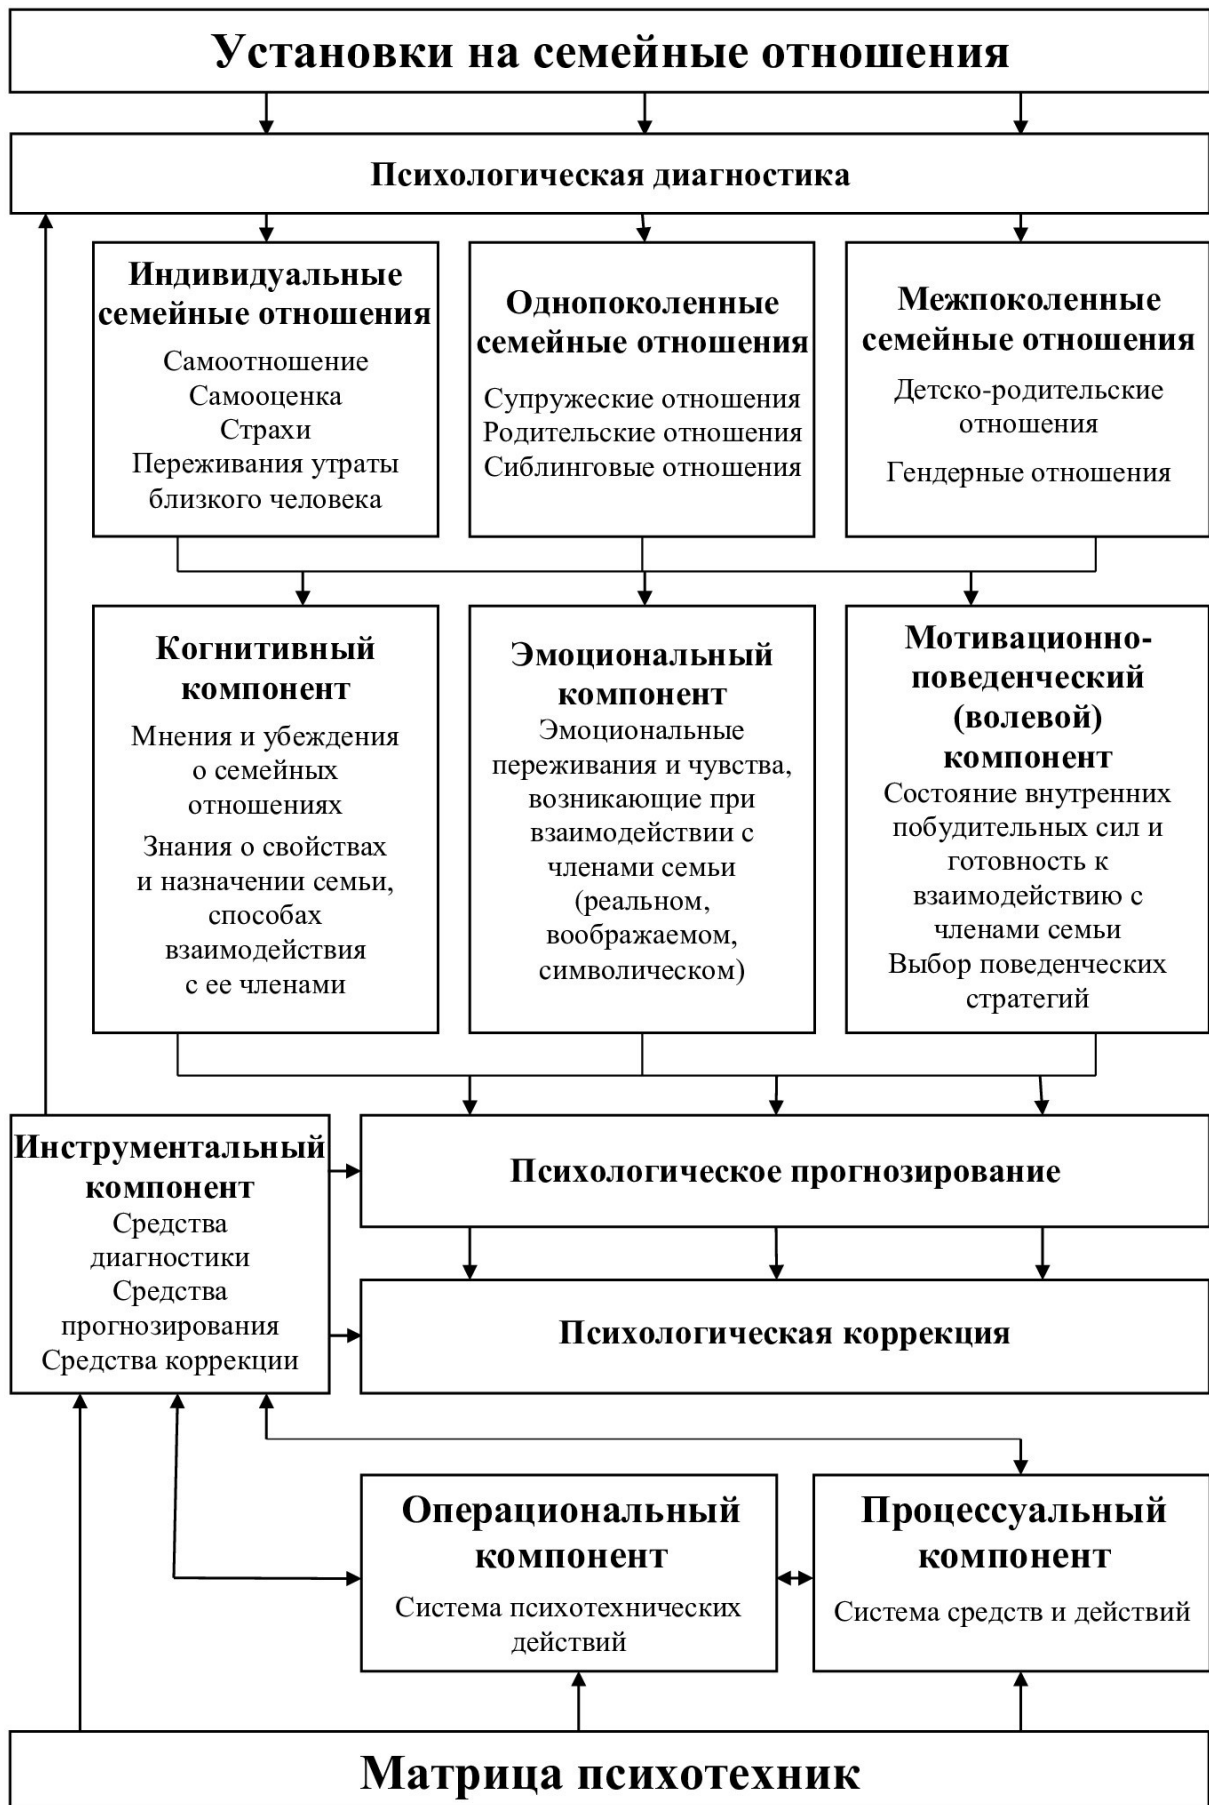 Установки на семейные отношения
Психологическая диагностика
Индивидуальные
семейные отношения
Самоотношение
Самооценка
Страхи
Переживания утраты
близкого человека
Однопоколенные
семейные отношения
Супружеские отношения
Родительские отношения
Сиблинговые отношения
Межпоколенные
семейные отношения
Детско-родительские
отношения
Гендерные отношения
Когнитивный
компонент
Мнения и убеждения
о семейных
отношениях
Знания о свойствах
и назначении семьи,
способах
взаимодействия
с ее членами
Эмоциональный
компонент
Эмоциональные
переживания и чувства,
возникающие при
взаимодействии с
членами семьи
(реальном,
воображаемом,
символическом)
Мотивационно-
поведенческий
(волевой)
компонент
Состояние внутренних
побудительных сил и
готовность к
взаимодействию с
членами семьи
Выбор поведенческих
стратегий
Инструментальный
компонент
Средства
диагностики
Средства
прогнозирования
Средства коррекции
Психологическое прогнозирование
Психологическая коррекция
Операциональный
компонент
Система психотехнических
действий
Процессуальный
компонент
Система средств и действий
Матрица психотехник